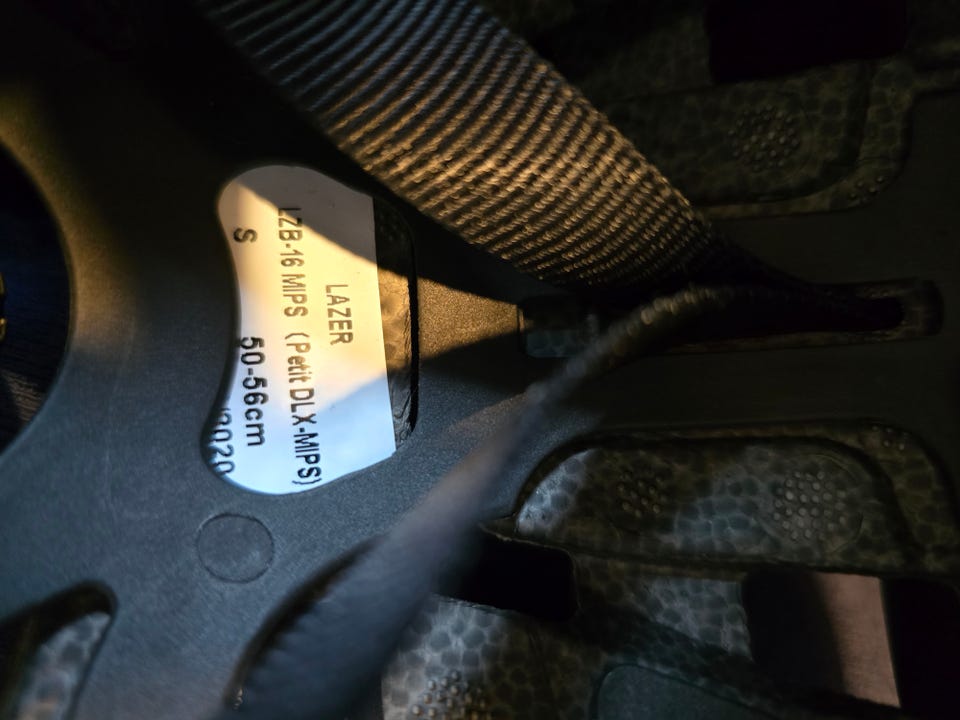 LAZER
LZB-16 MIPS (Petit DLX-MIPS)
S 50-56cm